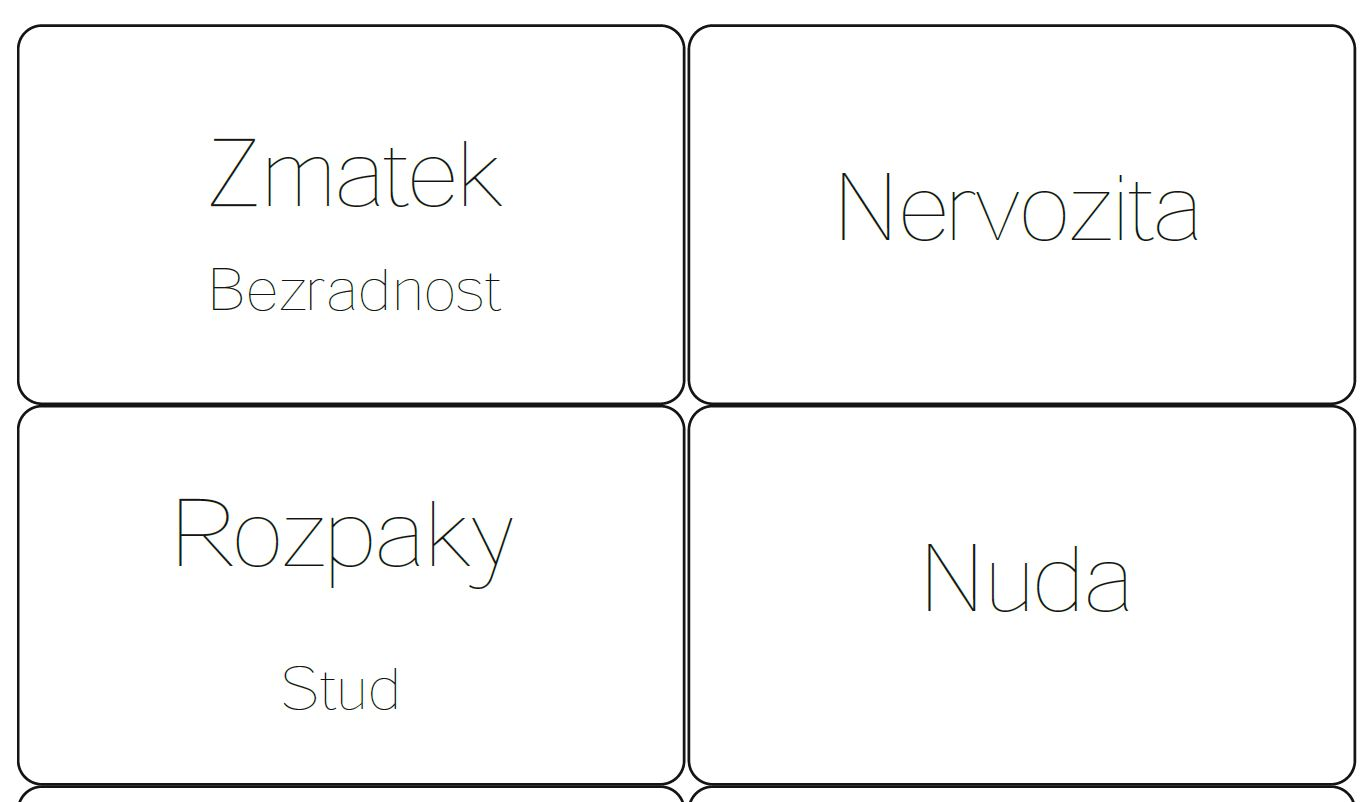 Zmatek
Bezradnost
Nervozita
Rozpaky
Stud
Nuda